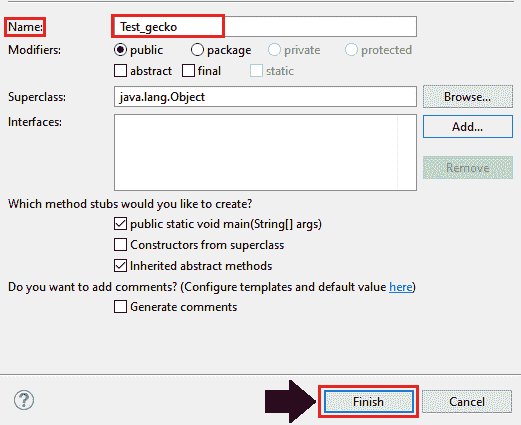 Name: Test_gecko
Modifiers: public package private protected
abstract final static
Superclass: java.lang.Object Browse...
Interfaces: Add...
Remove
Which method stubs would you like to create?
public static void main(String[] args)
Constructors from superclass
Inherited abstract methods
Do you want to add comments? (Configure templates and default value here)
Generate comments
? Finish Cancel